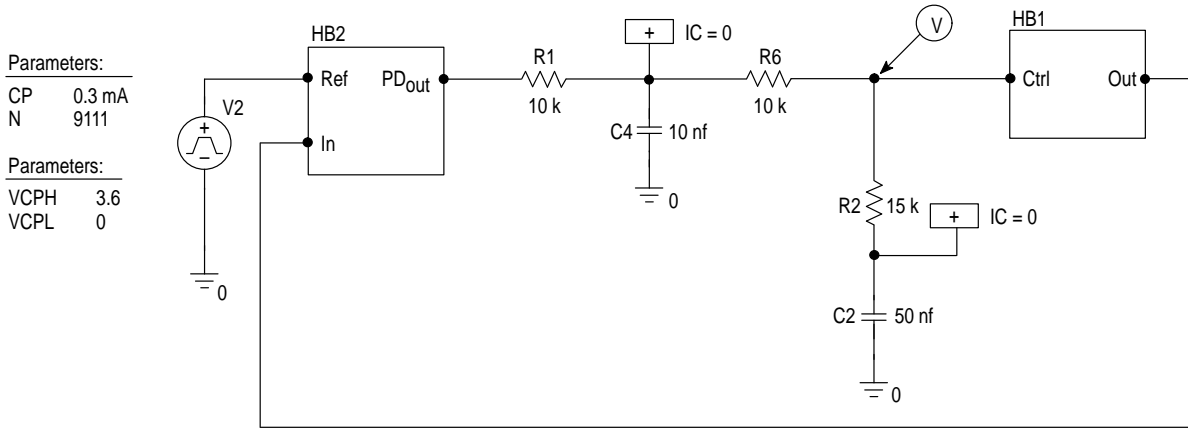 Parameters:
CP 0.3 mA
N 9111
Parameters:
VCPH 3.6
VCPL 0
V2
+
−
0
HB2
Ref
PDout
In
R1
10 k
+
IC = 0
C4
10 nf
0
R6
10 k
V
HB1
Ctrl
Out
R2
15 k
+
IC = 0
C2
50 nf
0